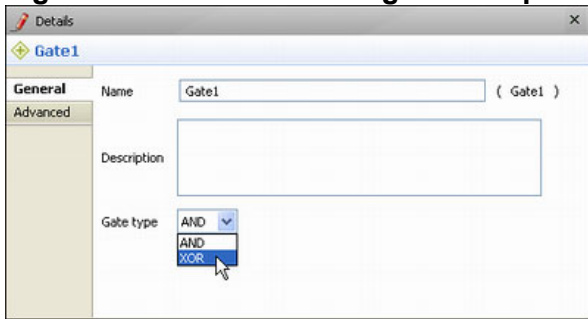 Details
Gate1
General
Name Gate1 ( Gate1 )
Advanced
Description
Gate type AND
AND
XOR